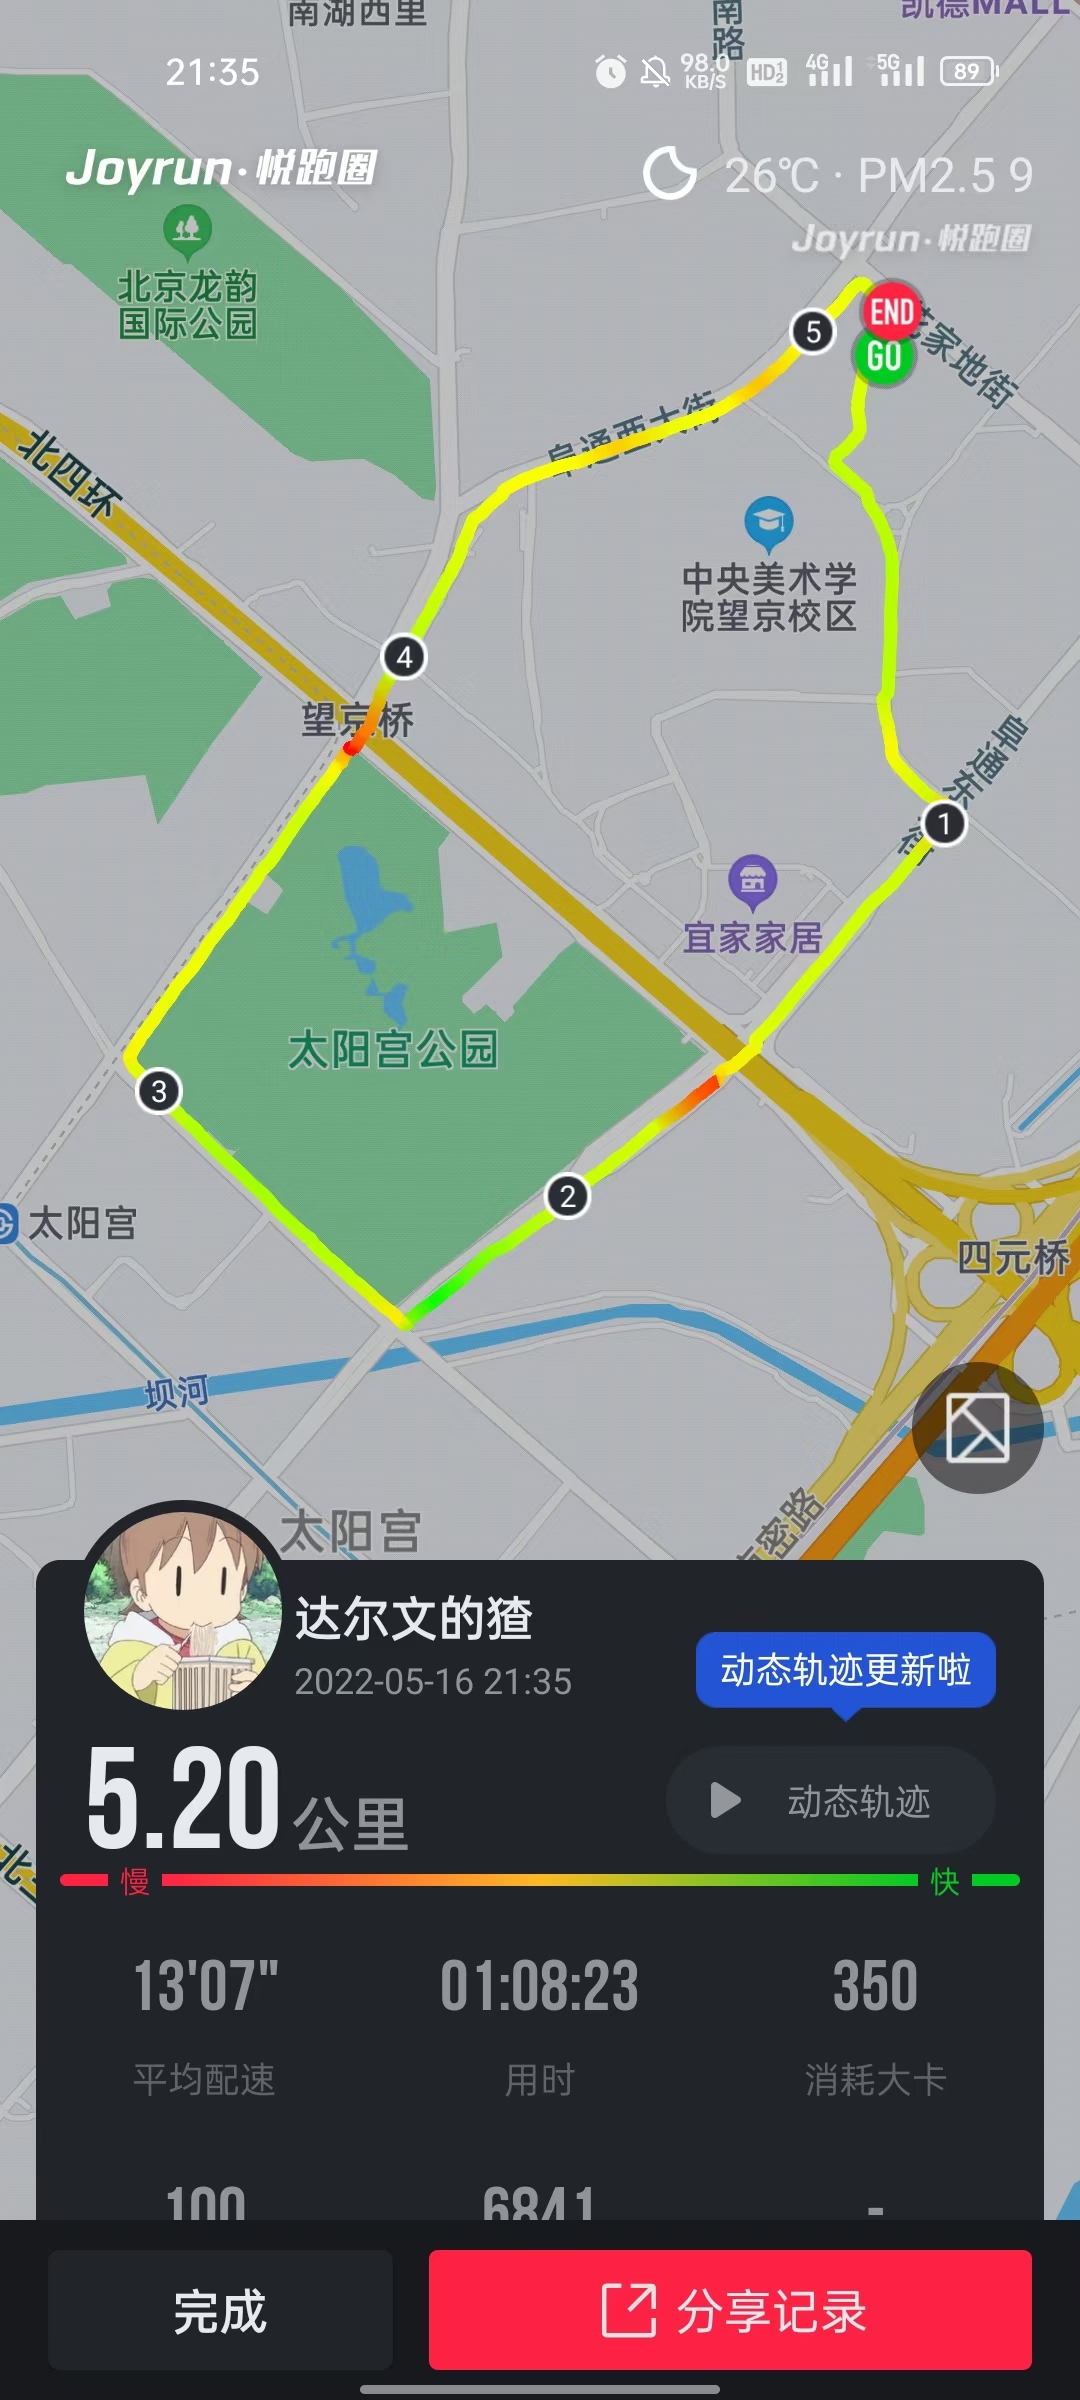 南湖西里
南路
凯德MALL
21:35
98.0
KB/S
HD
1
2
4G
5G
89
Joyrun·悦跑圈
26℃ · PM2.5 9
Joyrun·悦跑圈
北京龙韵
国际公园
END
5
GO
花家地街
阜通西大街
北四环
中央美术学
院望京校区
4
望京桥
阜通东街
1
宜家家居
太阳宫公园
3
2
太阳宫
四元桥
坝河
太阳宫
京密路
达尔文的猹
2022-05-16 21:35
动态轨迹更新啦
5.20公里
动态轨迹
慢
快
13'07"
01:08:23
350
平均配速
用时
消耗大卡
100
6841
-
完成
分享记录